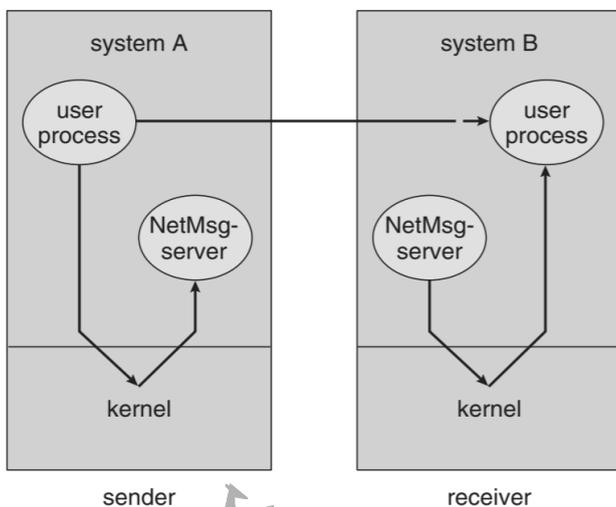 system A
system B
user
process
user
process
NetMsg-
server
NetMsg-
server
kernel
kernel
sender
receiver